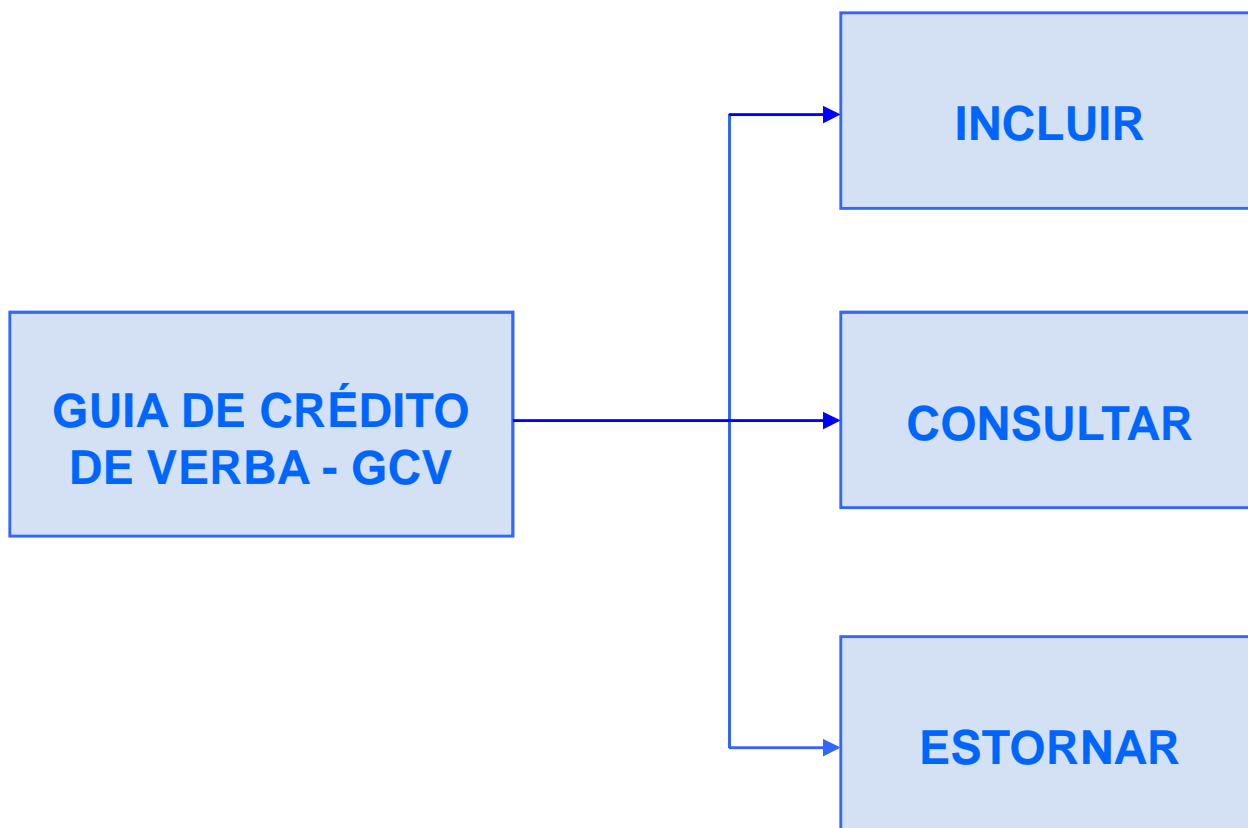 INCLUIR
GUIA DE CRÉDITO
DE VERBA - GCV
CONSULTAR
ESTORNAR